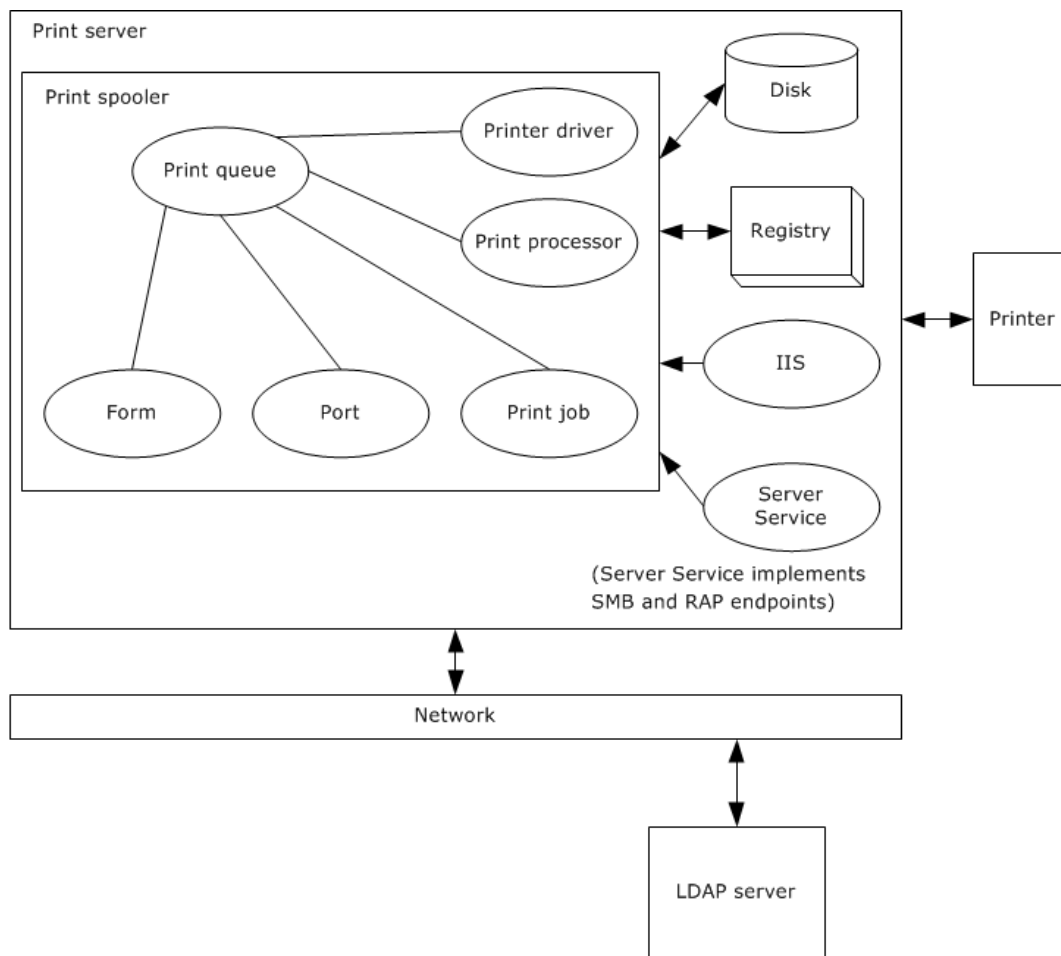 Print server
Print spooler
Disk
Printer driver
Print queue
Registry
Print processor
Printer
IIS
Form
Port
Print job
Server
Service
(Server Service implements
SMB and RAP endpoints)
Network
LDAP server